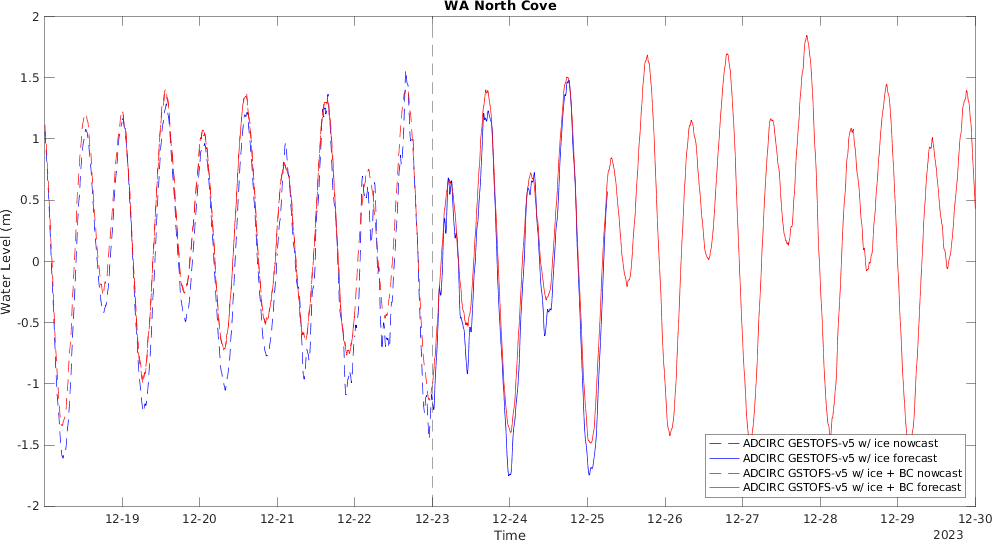 WA North Cove
2
1.5
1
0.5
0
-0.5
-1
-1.5
-2
Water Level (m)
12-19 12-20 12-21 12-22 12-23 12-24 12-25 12-26 12-27 12-28 12-29 12-30
Time
2023
ADCIRC GESTOFS-v5 w/ ice nowcast
ADCIRC GESTOFS-v5 w/ ice forecast
ADCIRC GSTOFS-v5 w/ ice + BC nowcast
ADCIRC GSTOFS-v5 w/ ice + BC forecast